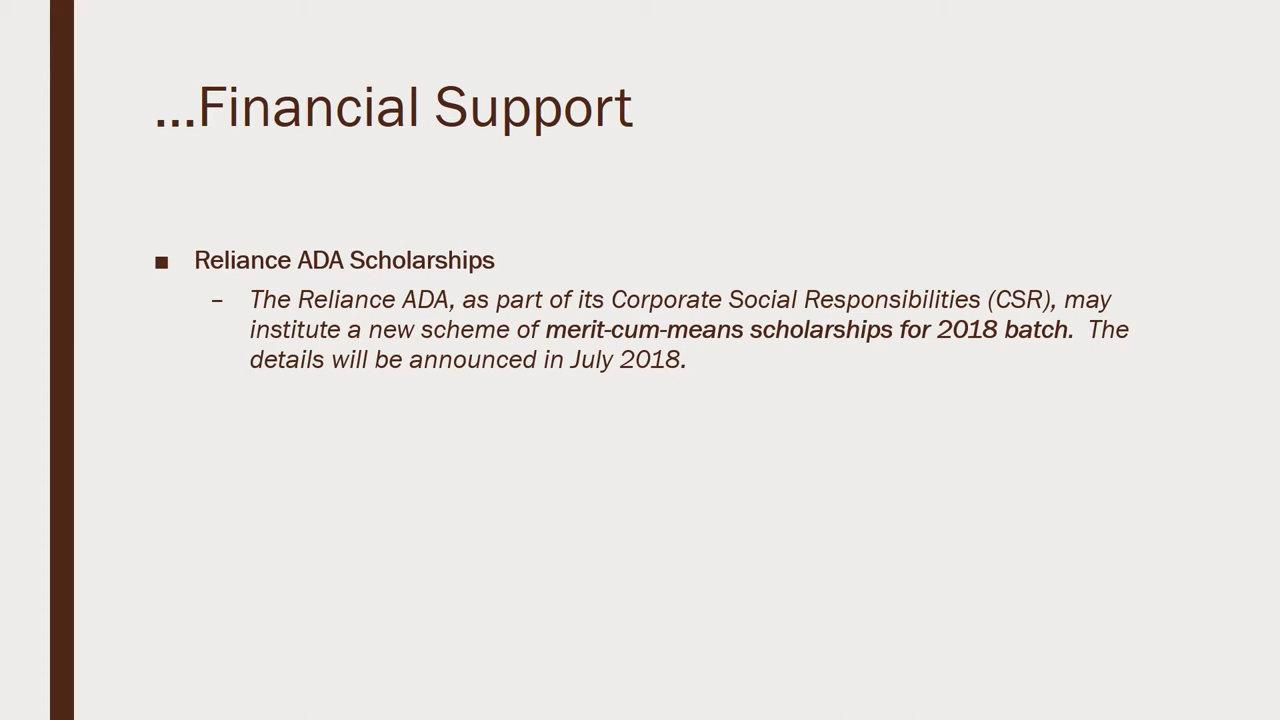 ...Financial Support
■ Reliance ADA Scholarships
– The Reliance ADA, as part of its Corporate Social Responsibilities (CSR), may
institute a new scheme of merit-cum-means scholarships for 2018 batch. The
details will be announced in July 2018.